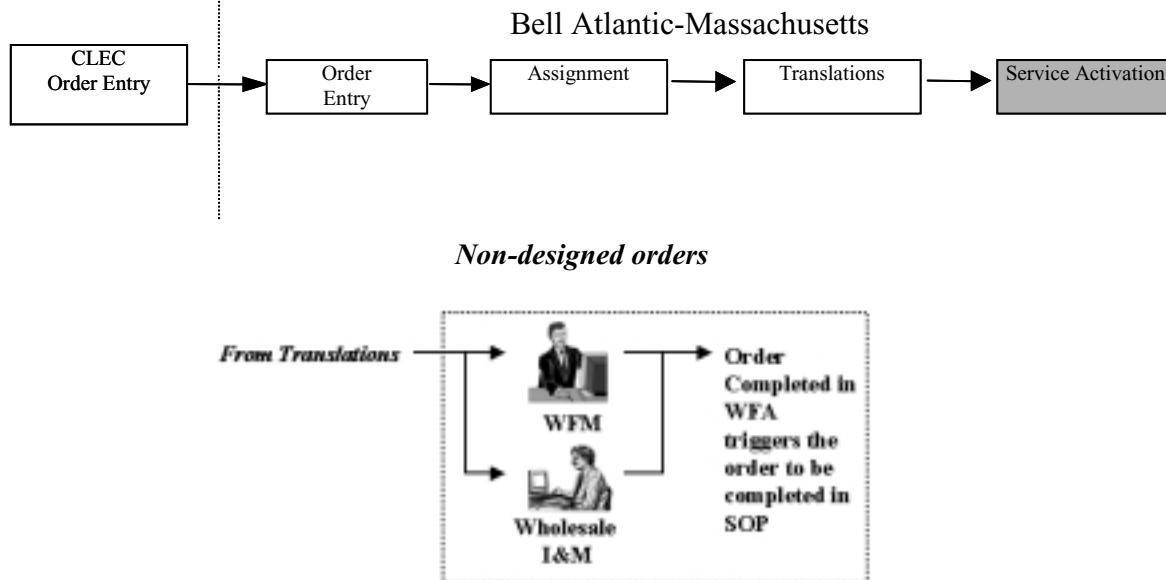 Bell Atlantic-Massachusetts
CLEC
Order Entry
Order
Entry
Assignment
Translations
Service Activation
Non-designed orders
From Translations
WFM
Wholesale
I&M
Order
Completed in
WFA
triggers the
order to be
completed in
SOP